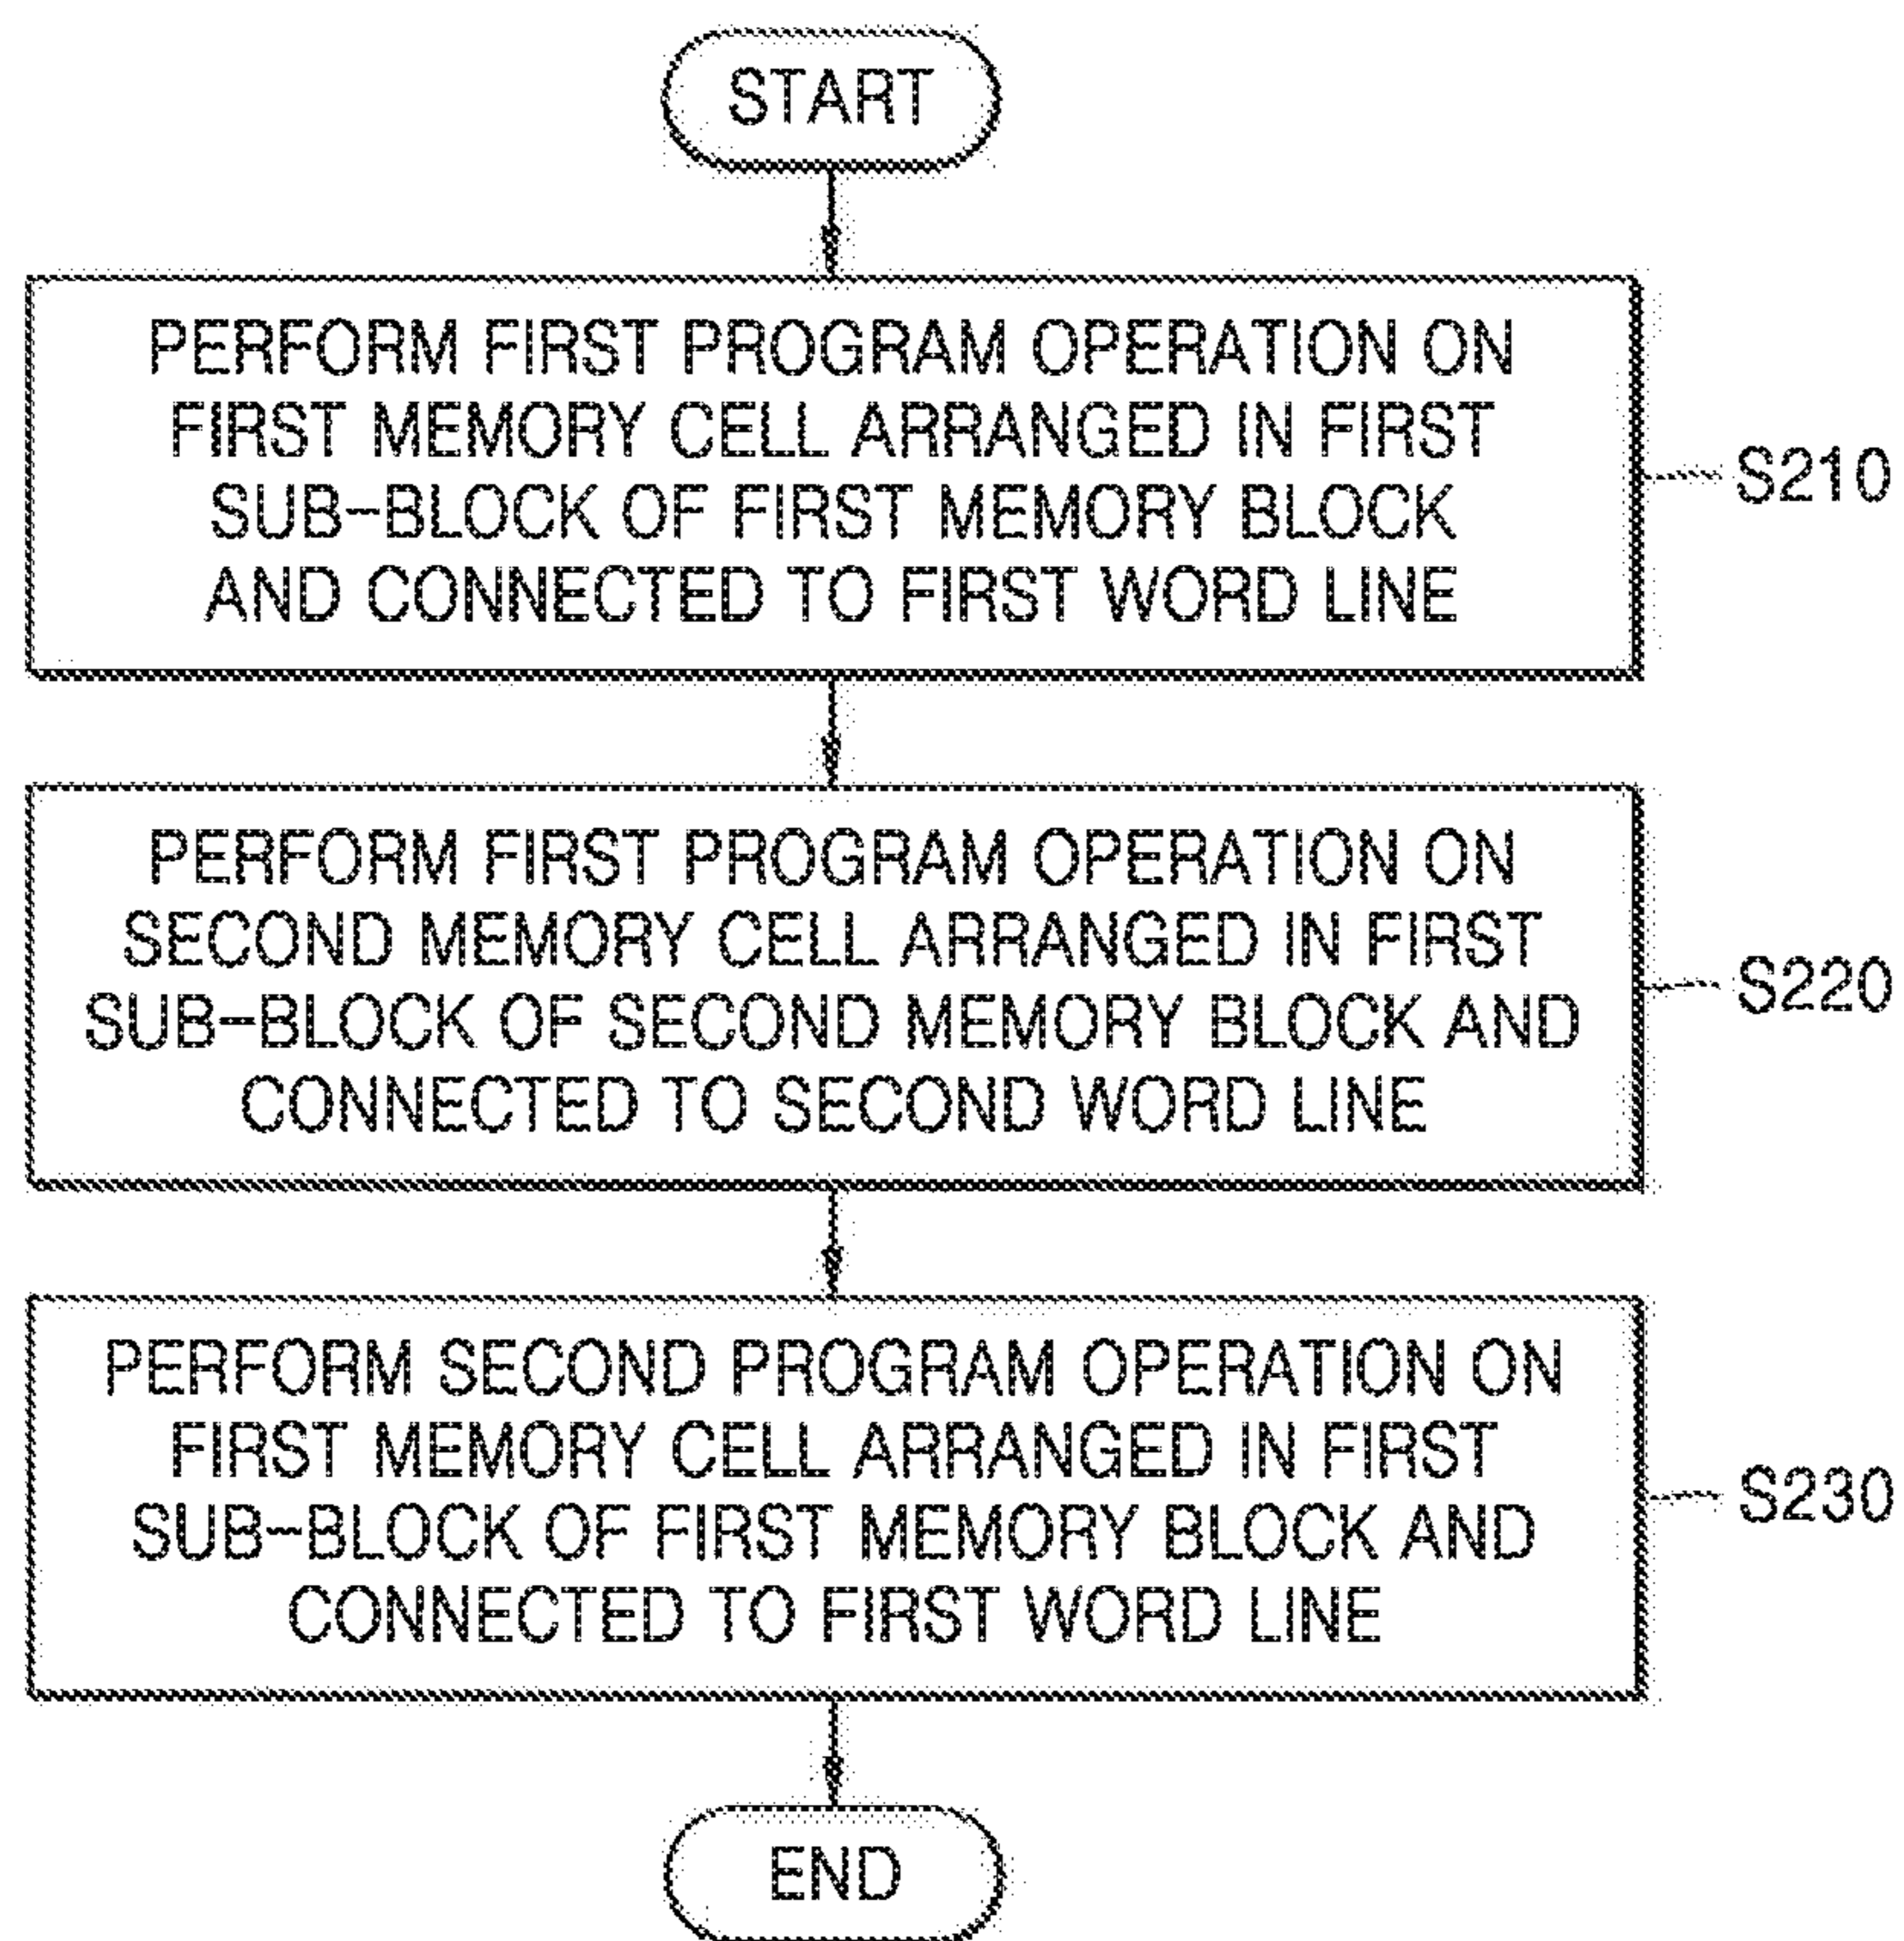 START
PERFORM FIRST PROGRAM OPERATION ON
FIRST MEMORY CELL ARRANGED IN FIRST
SUB-BLOCK OF FIRST MEMORY BLOCK
AND CONNECTED TO FIRST WORD LINE
S210
PERFORM FIRST PROGRAM OPERATION ON
SECOND MEMORY CELL ARRANGED IN FIRST
SUB-BLOCK OF SECOND MEMORY BLOCK AND
CONNECTED TO SECOND WORD LINE
S220
PERFORM SECOND PROGRAM OPERATION ON
FIRST MEMORY CELL ARRANGED IN FIRST
SUB-BLOCK OF FIRST MEMORY BLOCK AND
CONNECTED TO FIRST WORD LINE
S230
END